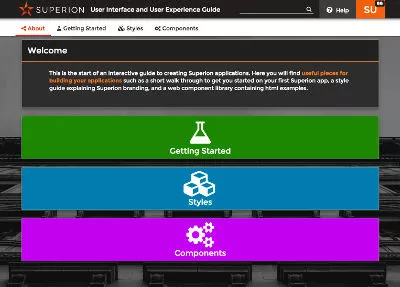 SUPERION User Interface and User Experience Guide Help SU
About Getting Started Styles Components
Welcome
This is the start of an interactive guide to creating Superion applications. Here you will find useful pieces for
building your applications such as a short walk through to get you started on your first Superion app, a style
guide explaining Superion branding, and a web component library containing html examples.
Getting Started
Styles
Components